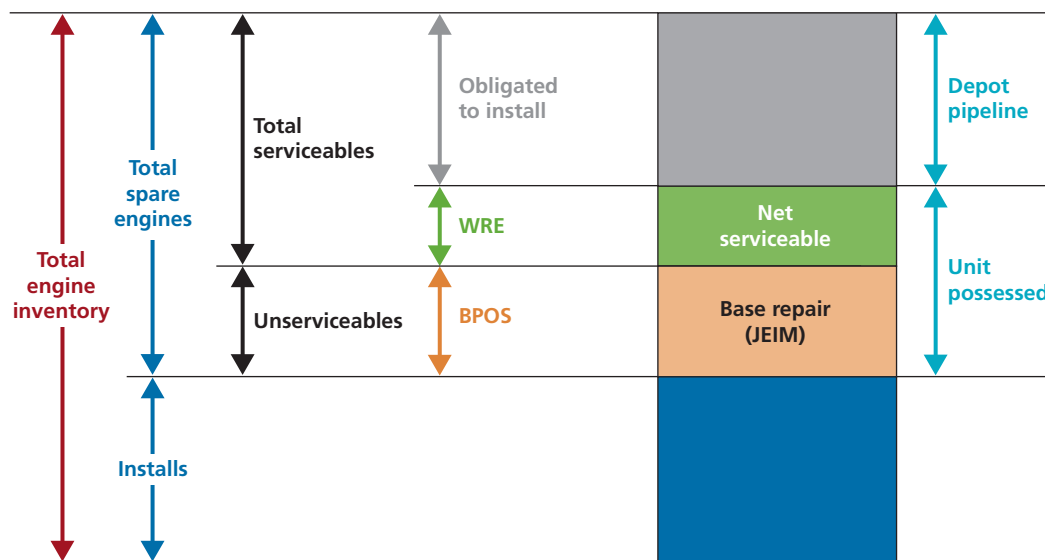 Total
engine
inventory
Total
spare
engines
Installs
Total
serviceables
Unserviceables
Obligated
to install
WRE
BPOS
Net
serviceable
Base repair
(JEIM)
Depot
pipeline
Unit
possessed